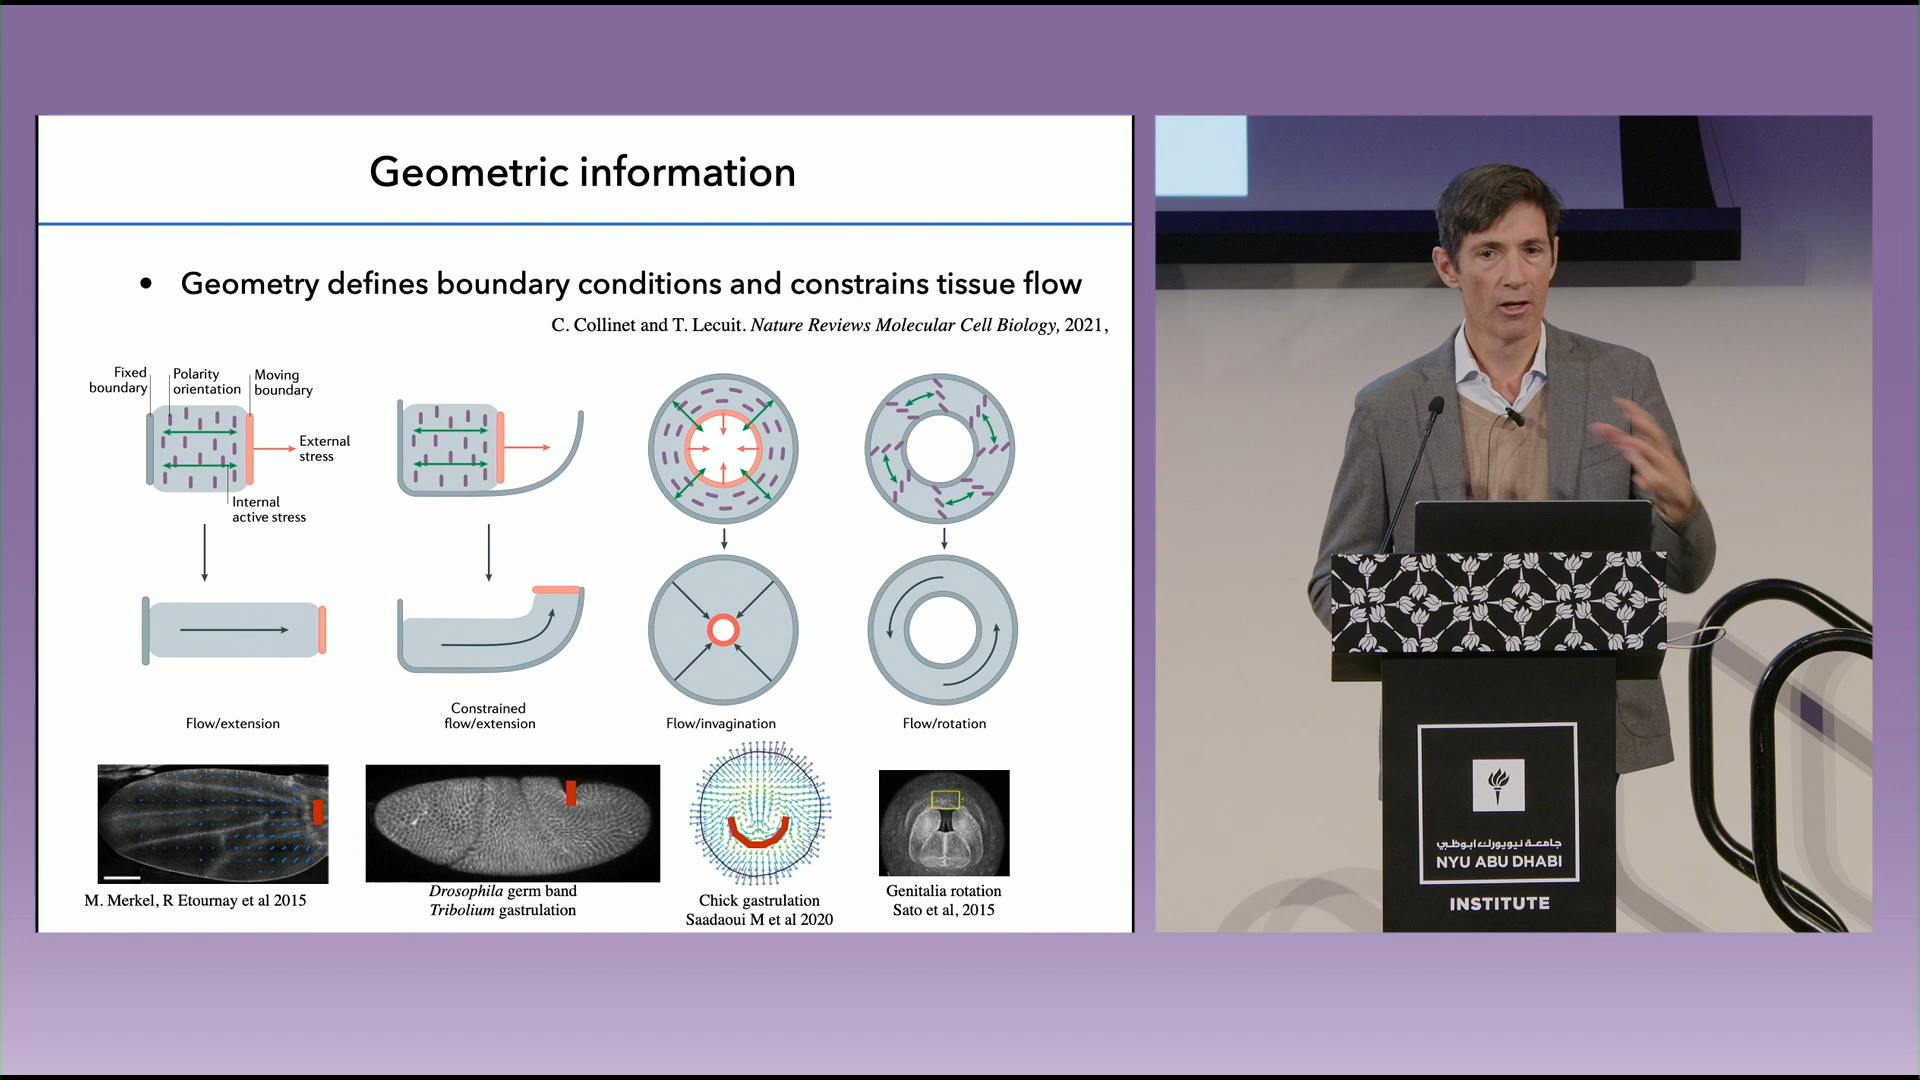 Geometric information
• Geometry defines boundary conditions and constrains tissue flow
C. Collinet and T. Lecuit. Nature Reviews Molecular Cell Biology, 2021,
Fixed
boundary
Polarity
orientation
Moving
boundary
External
stress
Internal
active stress
Flow/extension
Constrained
flow/extension
Flow/invagination
Flow/rotation
M. Merkel, R Etournay et al 2015
Drosophila germ band
Tribolium gastrulation
Chick gastrulation
Saadaoui M et al 2020
Genitalia rotation
Sato et al, 2015
جامعة نيويورك أبوظبي
NYU ABU DHABI
INSTITUTE